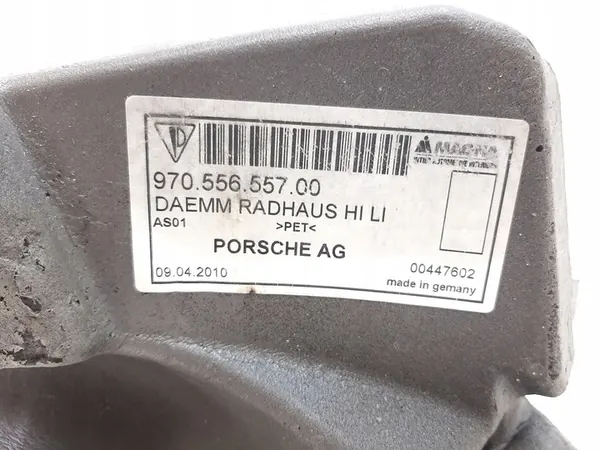 MAGNA
970.556.557.00
DAEMM RADHAUS HI LI
AS01 >PET<
PORSCHE AG
09.04.2010 00447602
made in gemany